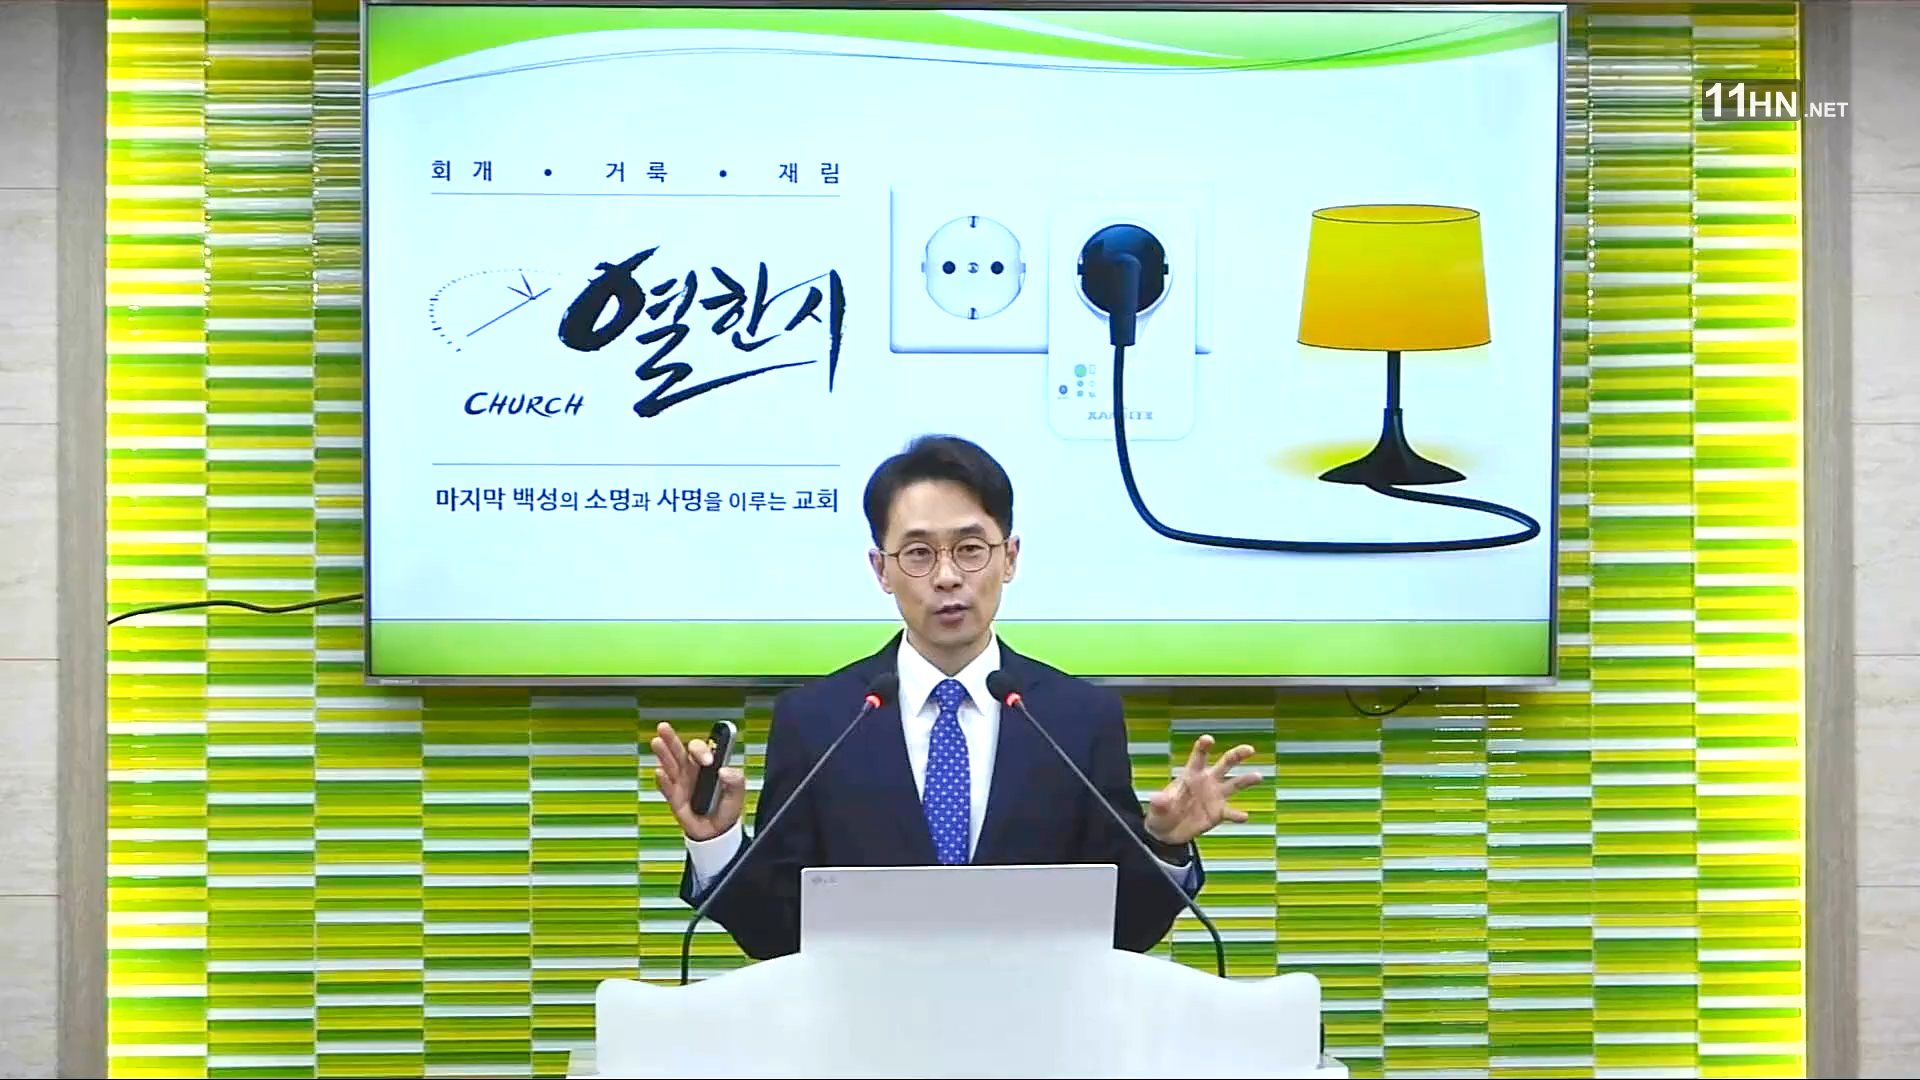 11HN.NET
회개 • 거룩 • 재림
열한시
CHURCH
마지막 백성의 소명과 사명을 이루는 교회